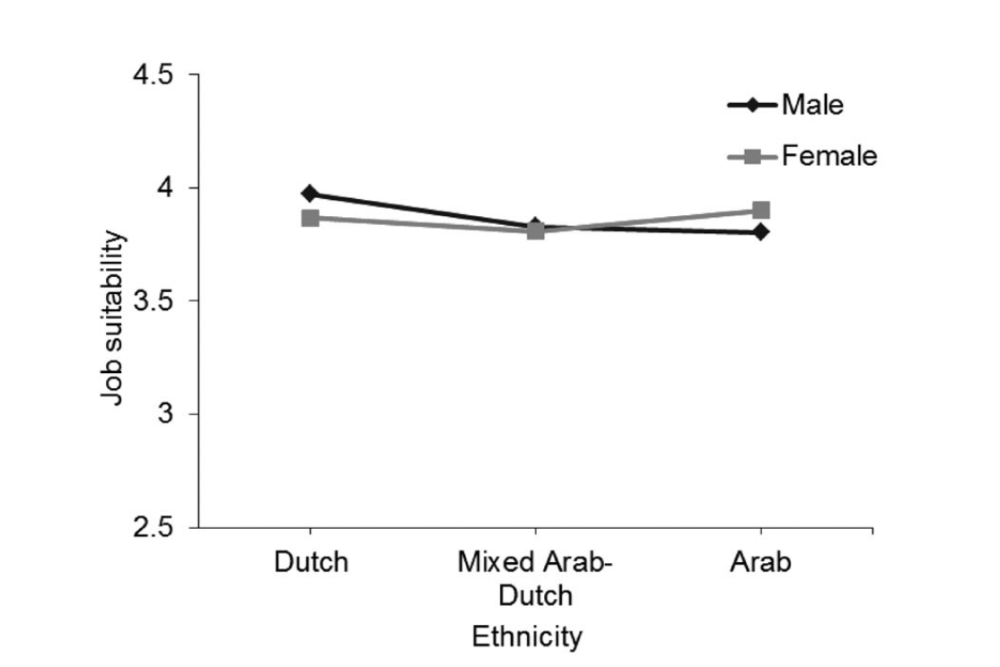 4.5
Male
Female
4
Job suitability
3.5
3
2.5
Dutch
Mixed Arab-
Dutch
Arab
Ethnicity